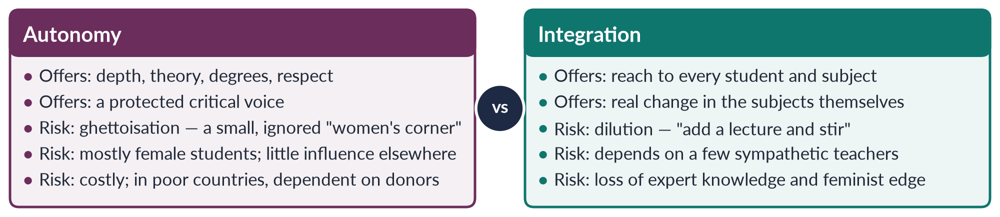 Autonomy
• Offers: depth, theory, degrees, respect
• Offers: a protected critical voice
• Risk: ghettoisation — a small, ignored "women's corner"
• Risk: mostly female students; little influence elsewhere
• Risk: costly; in poor countries, dependent on donors
vs
Integration
• Offers: reach to every student and subject
• Offers: real change in the subjects themselves
• Risk: dilution — "add a lecture and stir"
• Risk: depends on a few sympathetic teachers
• Risk: loss of expert knowledge and feminist edge